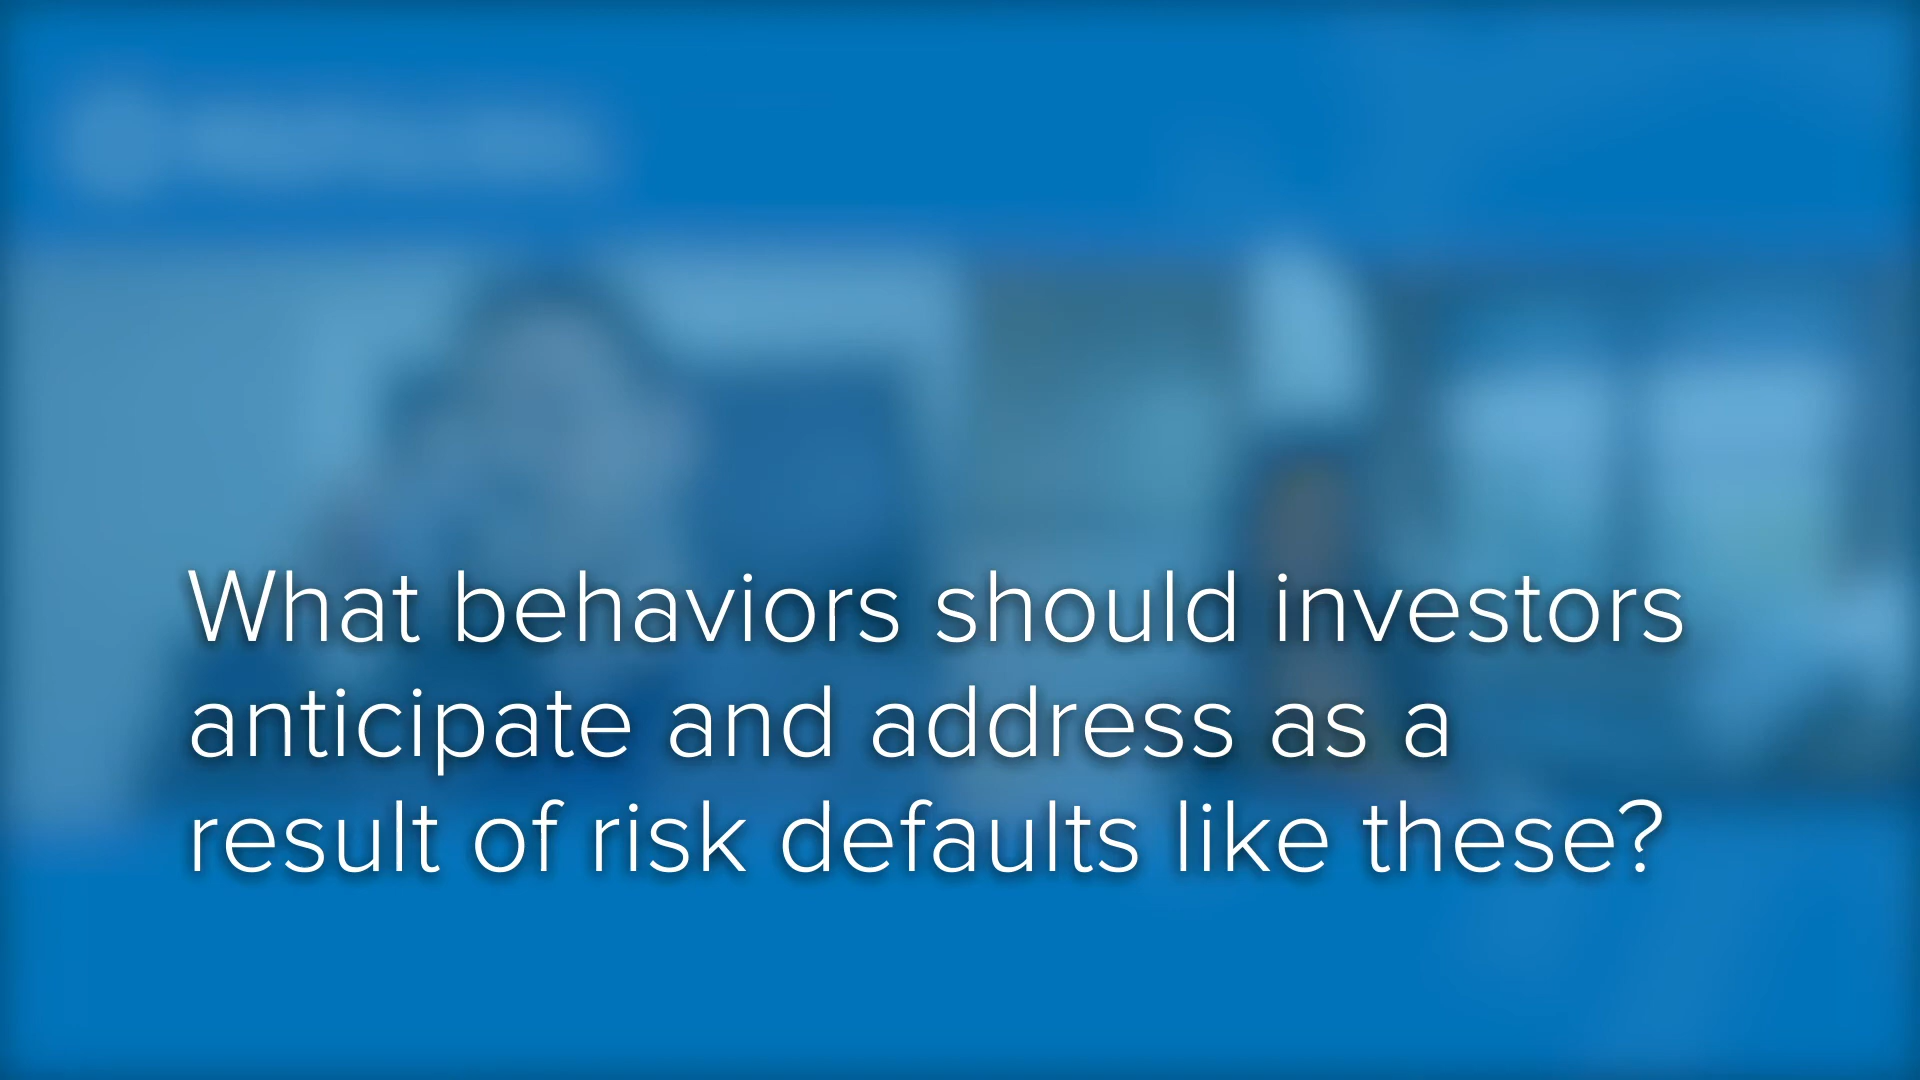 What behaviors should investors
anticipate and address as a
result of risk defaults like these?